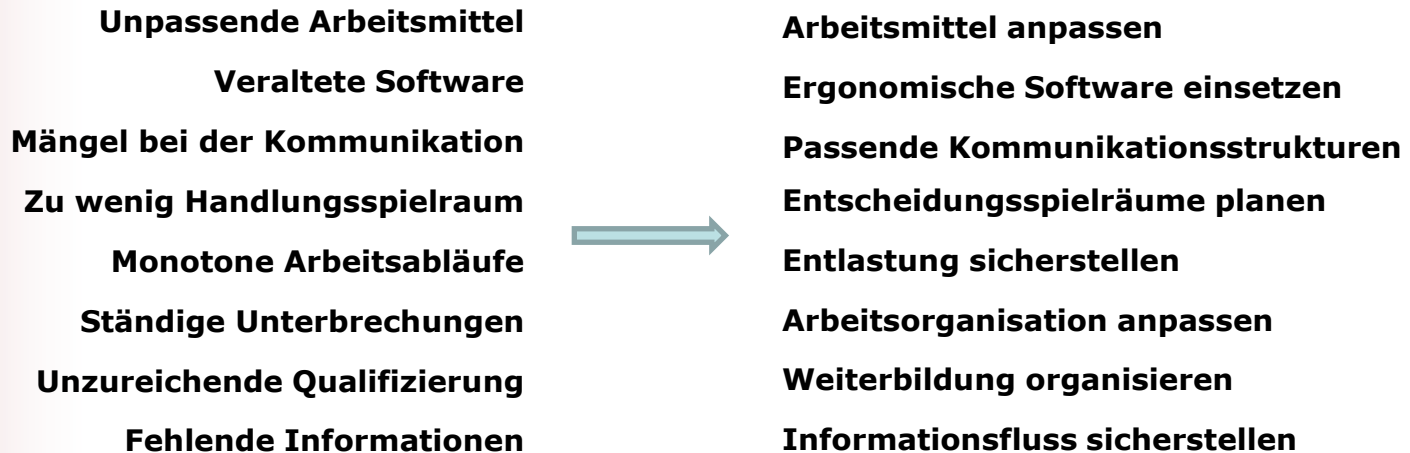 Unpassende Arbeitsmittel
Veraltete Software
Mängel bei der Kommunikation
Zu wenig Handlungsspielraum
Monotone Arbeitsabläufe
Ständige Unterbrechungen
Unzureichende Qualifizierung
Fehlende Informationen
Arbeitsmittel anpassen
Ergonomische Software einsetzen
Passende Kommunikationsstrukturen
Entscheidungsspielräume planen
Entlastung sicherstellen
Arbeitsorganisation anpassen
Weiterbildung organisieren
Informationsfluss sicherstellen